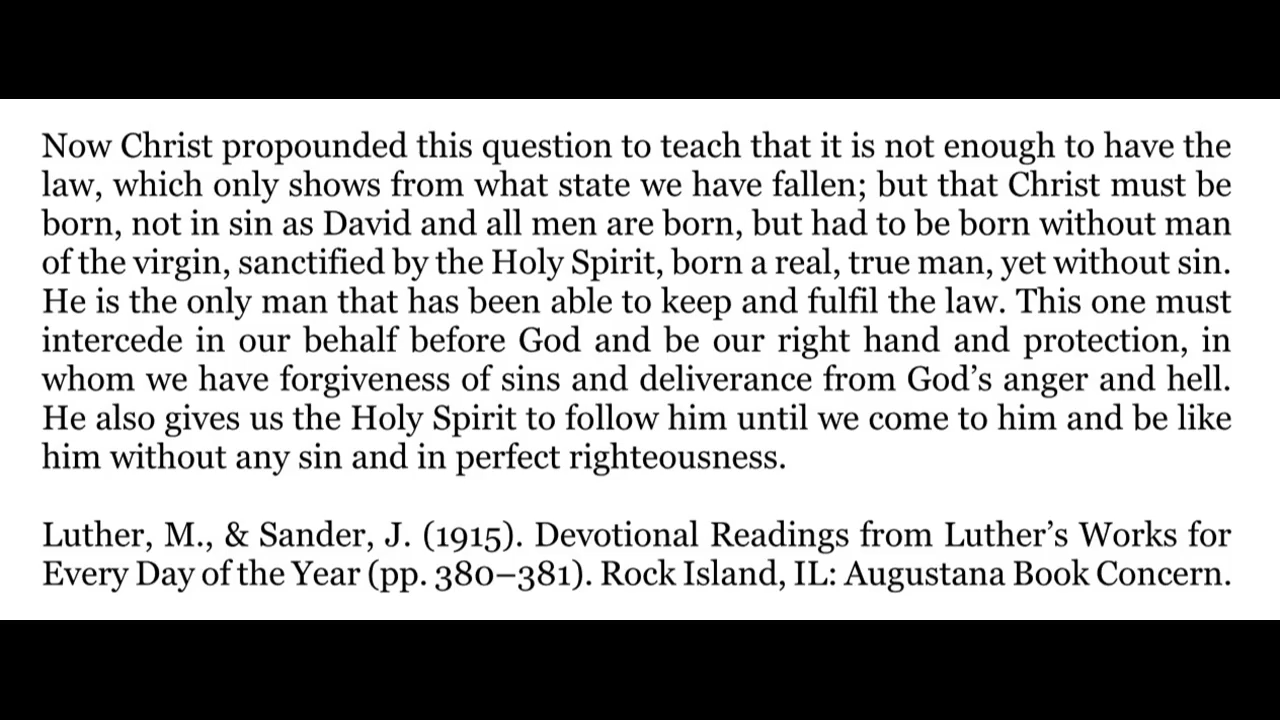 Now Christ propounded this question to teach that it is not enough to have the
law, which only shows from what state we have fallen; but that Christ must be
born, not in sin as David and all men are born, but had to be born without man
of the virgin, sanctified by the Holy Spirit, born a real, true man, yet without sin.
He is the only man that has been able to keep and fulfil the law. This one must
intercede in our behalf before God and be our right hand and protection, in
whom we have forgiveness of sins and deliverance from God’s anger and hell.
He also gives us the Holy Spirit to follow him until we come to him and be like
him without any sin and in perfect righteousness.
Luther, M., & Sander, J. (1915). Devotional Readings from Luther’s Works for
Every Day of the Year (pp. 380–381). Rock Island, IL: Augustana Book Concern.